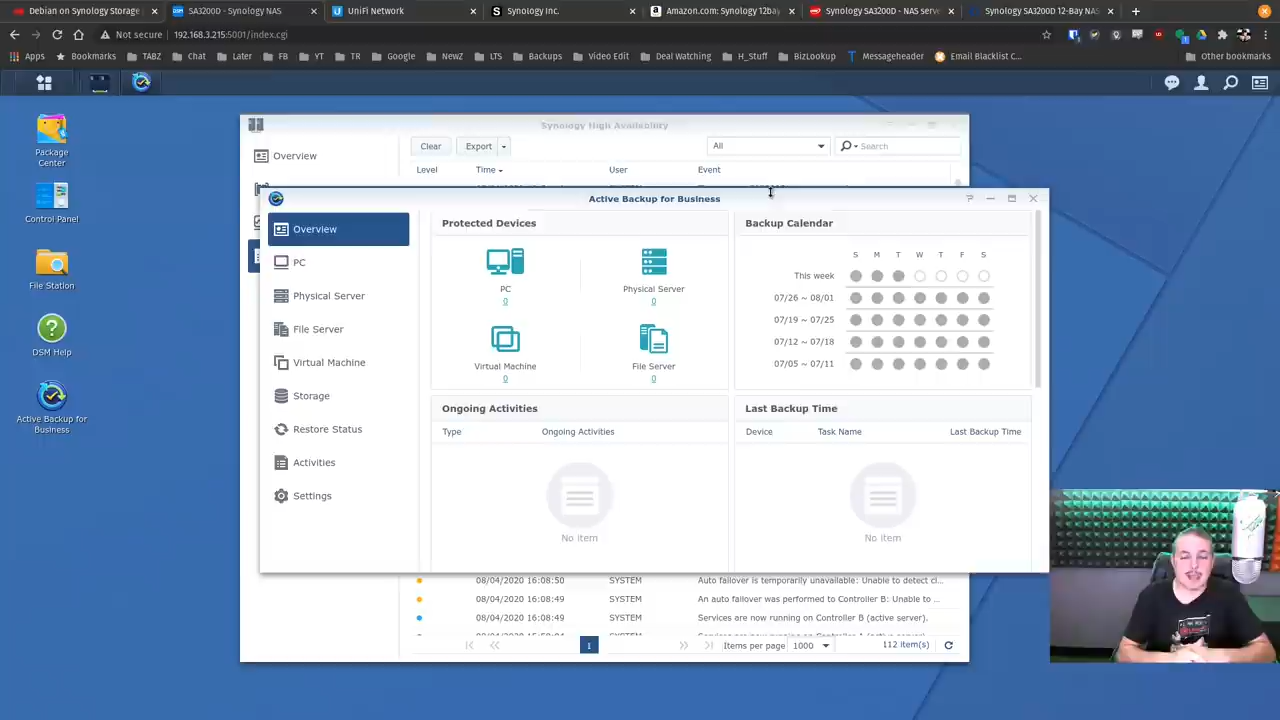 Debian on Synology Storage
SA3200D - Synology NAS
UniFi Network
Synology Inc.
Amazon.com: Synology 12bay
Synology SA3200D - NAS serv
Synology SA3200D 12-Bay NAS
Not secure
192.168.3.215:5001/index.cgi
Apps
Bookmarks
TABZ
Chat
Later
FB
YT
TR
Google
NewZ
LTS
Backups
Video Edit
Deal Watching
H_Stuff
BizLookup
Messageheader
Email Blacklist C...
Other bookmarks
Package
Center
Control Panel
File Station
DSM Help
Active Backup for
Business
Synology High Availability
Overview
Clear
Export
All
Search
Level
Time
User
Event
Active Backup for Business
Overview
PC
Physical Server
File Server
Virtual Machine
Storage
Restore Status
Activities
Settings
Protected Devices
PC
0
Physical Server
0
Virtual Machine
0
File Server
0
Backup Calendar
S M T W T F S
This week
07/26 ~ 08/01
07/19 ~ 07/25
07/12 ~ 07/18
07/05 ~ 07/11
Ongoing Activities
Type
Ongoing Activities
No item
Last Backup Time
Device
Task Name
Last Backup Time
No item
08/04/2020 16:08:50 SYSTEM Auto failover is temporarily unavailable: Unable to detect cl...
08/04/2020 16:08:49 SYSTEM An auto failover was performed to Controller B: Unable to ...
08/04/2020 16:08:49 SYSTEM Services are now running on Controller B (active server).
1
Items per page
1000
112 item(s)